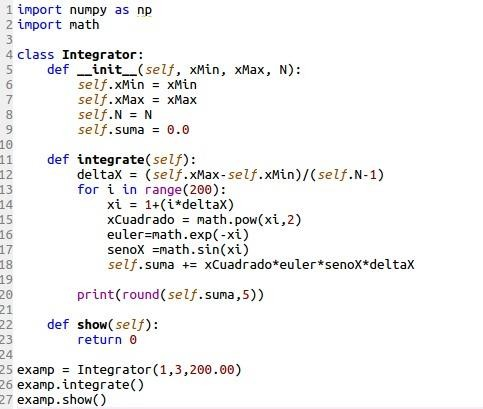 1 import numpy as np
2 import math
3
4 class Integrator:
5     def __init__(self, xMin, xMax, N):
6         self.xMin = xMin
7         self.xMax = xMax
8         self.N = N
9         self.suma = 0.0
10
11     def integrate(self):
12         deltaX = (self.xMax-self.xMin)/(self.N-1)
13         for i in range(200):
14             xi = 1+(i*deltaX)
15             xCuadrado = math.pow(xi,2)
16             euler=math.exp(-xi)
17             senoX =math.sin(xi)
18             self.suma += xCuadrado*euler*senoX*deltaX
19
20         print(round(self.suma,5))
21
22     def show(self):
23         return 0
24
25 examp = Integrator(1,3,200.00)
26 examp.integrate()
27 examp.show()